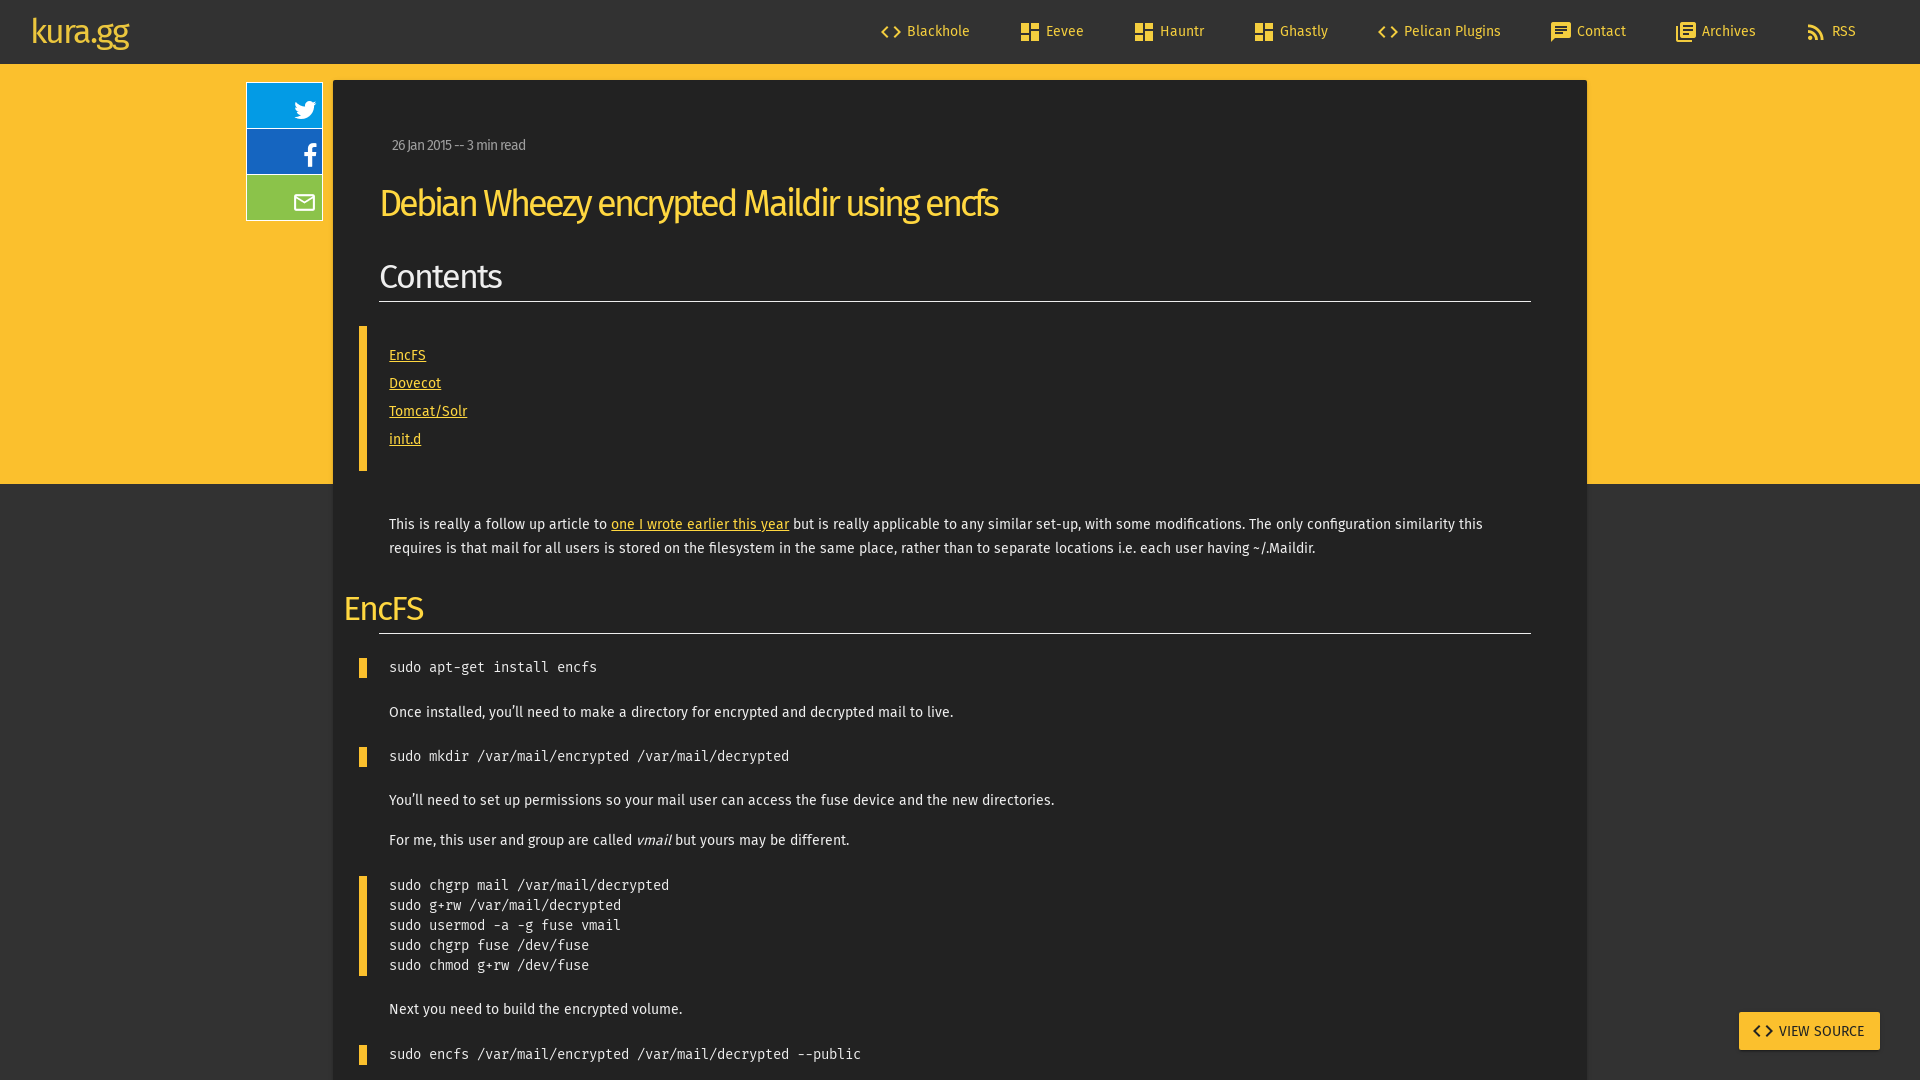 kura.gg
Blackhole
Eevee
Hauntr
Ghastly
Pelican Plugins
Contact
Archives
RSS
26 Jan 2015 -- 3 min read
Debian Wheezy encrypted Maildir using encfs
Contents
EncFS
Dovecot
Tomcat/Solr
init.d
This is really a follow up article to one I wrote earlier this year but is really applicable to any similar set-up, with some modifications. The only configuration similarity this
requires is that mail for all users is stored on the filesystem in the same place, rather than to separate locations i.e. each user having ~/.Maildir.
EncFS
sudo apt-get install encfs
Once installed, you’ll need to make a directory for encrypted and decrypted mail to live.
sudo mkdir /var/mail/encrypted /var/mail/decrypted
You’ll need to set up permissions so your mail user can access the fuse device and the new directories.
For me, this user and group are called vmail but yours may be different.
sudo chgrp mail /var/mail/decrypted
sudo g+rw /var/mail/decrypted
sudo usermod -a -g fuse vmail
sudo chgrp fuse /dev/fuse
sudo chmod g+rw /dev/fuse
Next you need to build the encrypted volume.
sudo encfs /var/mail/encrypted /var/mail/decrypted --public
VIEW SOURCE